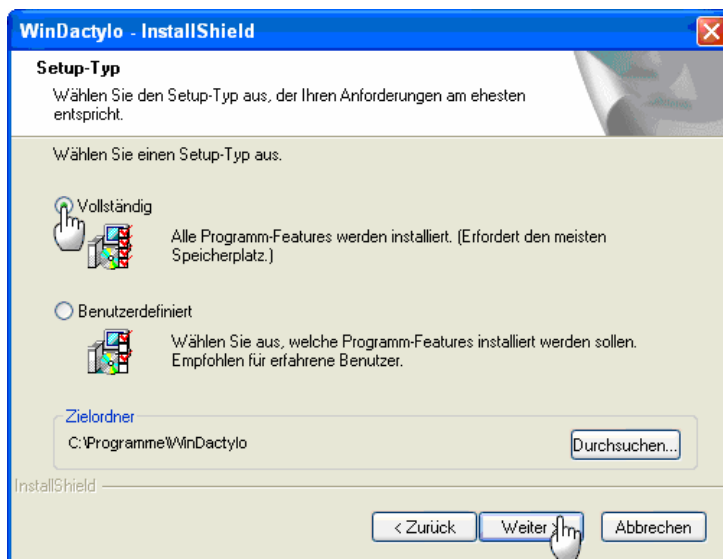 WinDactylo - InstallShield
Setup-Typ
Wählen Sie den Setup-Typ aus, der Ihren Anforderungen am ehesten
entspricht.
Wählen Sie einen Setup-Typ aus.
Vollständig
Alle Programm-Features werden installiert. (Erfordert den meisten
Speicherplatz.)
Benutzerdefiniert
Wählen Sie aus, welche Programm-Features installiert werden sollen.
Empfohlen für erfahrene Benutzer.
Zielordner
C:\Programme\WinDactylo
Durchsuchen...
InstallShield
< Zurück
Weiter >
Abbrechen